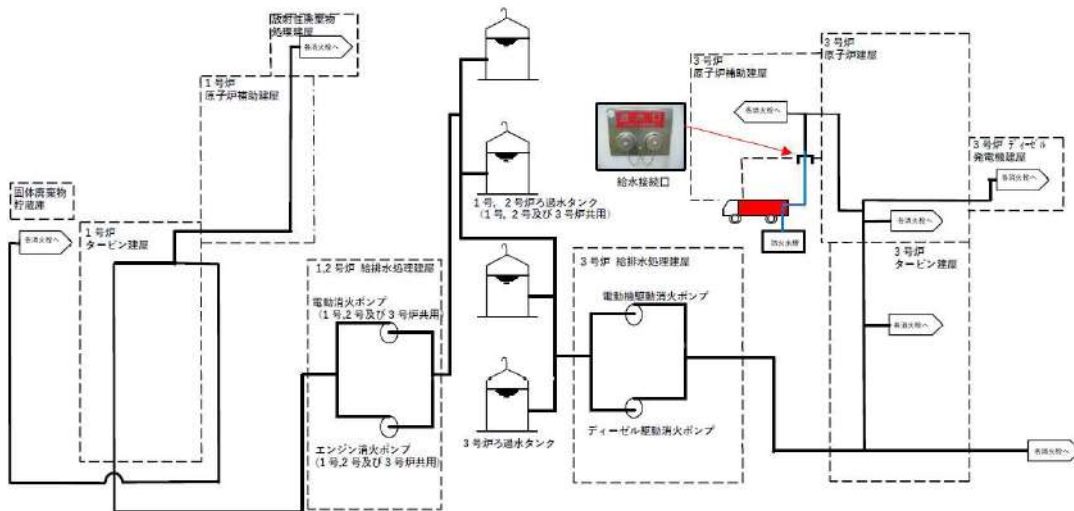 放射性廃棄物
処理建屋
各消火栓へ
1号炉
原子炉補助建屋
固体廃棄物
貯蔵庫
各消火栓へ
1号炉
タービン建屋
1,2号炉 給排水処理建屋
電動消火ポンプ
(1号,2号及び3号炉共用)
エンジン消火ポンプ
(1号,2号及び3号炉共用)
1号, 2号炉ろ過水タンク
(1号, 2号及び3号炉共用)
3号炉ろ過水タンク
3号炉 給排水処理建屋
電動機駆動消火ポンプ
ディーゼル駆動消火ポンプ
3号炉
原子炉補助建屋
各消火栓へ
給水接続口
防火水槽
3号炉
原子炉建屋
3号炉 ディーゼル
発電機建屋
各消火栓へ
各消火栓へ
3号炉
タービン建屋
各消火栓へ
各消火栓へ